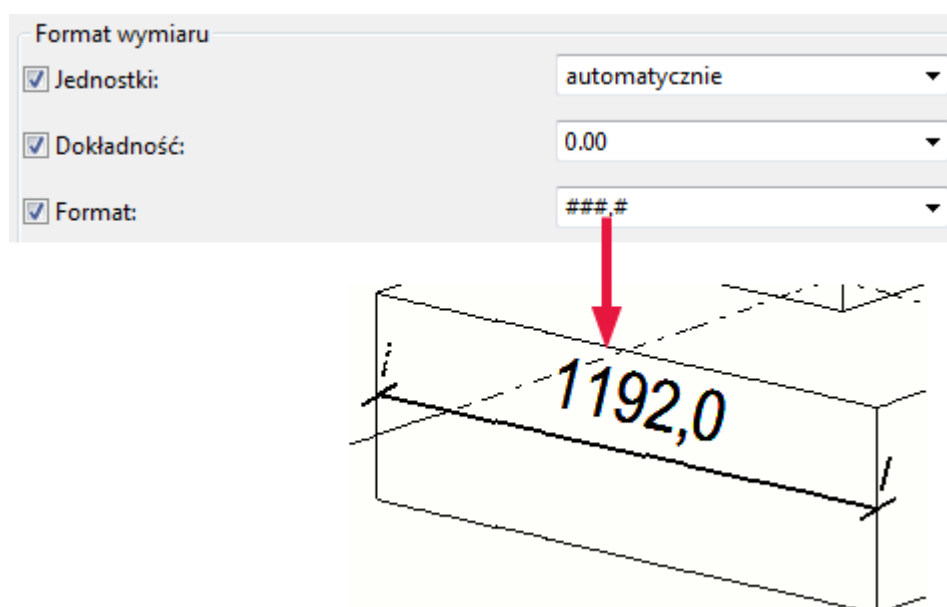 Format wymiaru
Jednostki: automatycznie
Dokładność: 0.00
Format: ###,#
1192,0